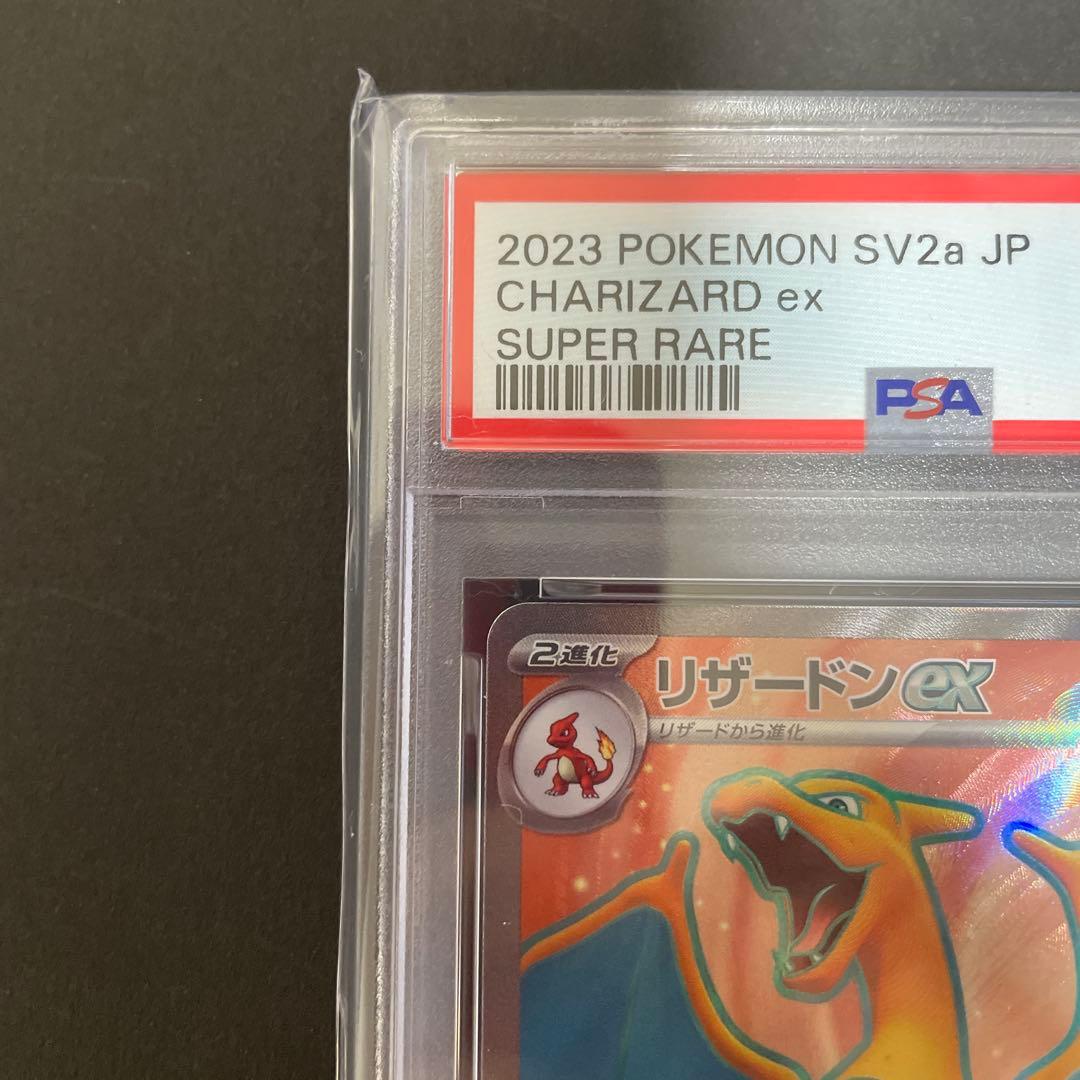 2023 POKEMON SV2a JP
CHARIZARD ex
SUPER RARE
PSA
2進化
リザードンex
リザードから進化